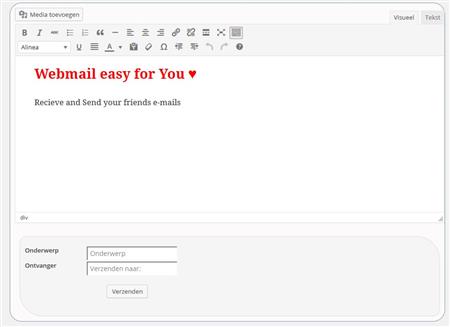 Media toevoegen
Visueel Tekst
B I ABC
Alinea U A Ω
Webmail easy for You ♥
Recieve and Send your friends e-mails
div
Onderwerp Onderwerp
Ontvanger Verzenden naar:
Verzenden